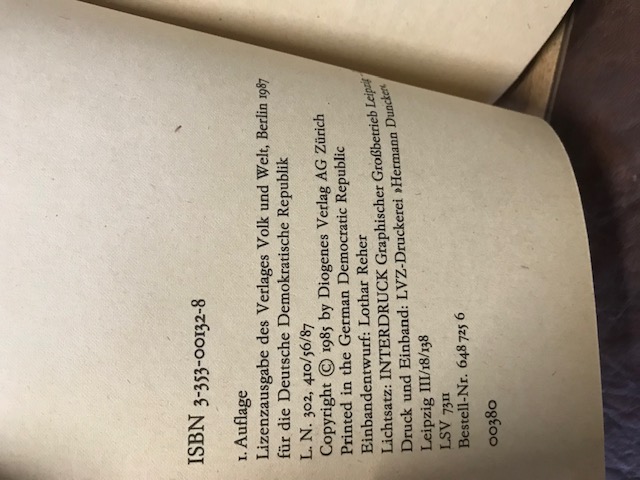 ISBN 3-353-00132-8
1. Auflage
Lizenzausgabe des Verlages Volk und Welt, Berlin 1987
für die Deutsche Demokratische Republik
L. N. 302, 410/56/87
Copyright © 1985 by Diogenes Verlag AG Zürich
Printed in the German Democratic Republic
Einbandentwurf: Lothar Reher
Lichtsatz: INTERDRUCK Graphischer Großbetrieb Leipzig
Druck und Einband: LVZ-Druckerei »Hermann Duncker«
Leipzig III/18/138
LSV 7311
Bestell-Nr. 648 725 6
00380